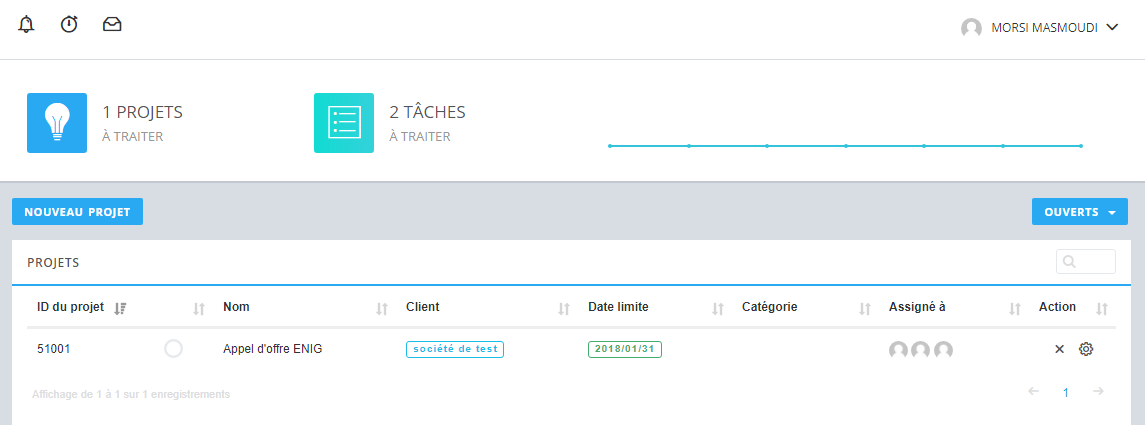 MORSI MASMOUDI
1 PROJETS
À TRAITER
2 TÂCHES
À TRAITER
NOUVEAU PROJET
OUVERTS
PROJETS
ID du projet Nom Client Date limite Catégorie Assigné à Action
51001 Appel d'offre ENIG société de test 2018/01/31
Affichage de 1 à 1 sur 1 enregistrements
1